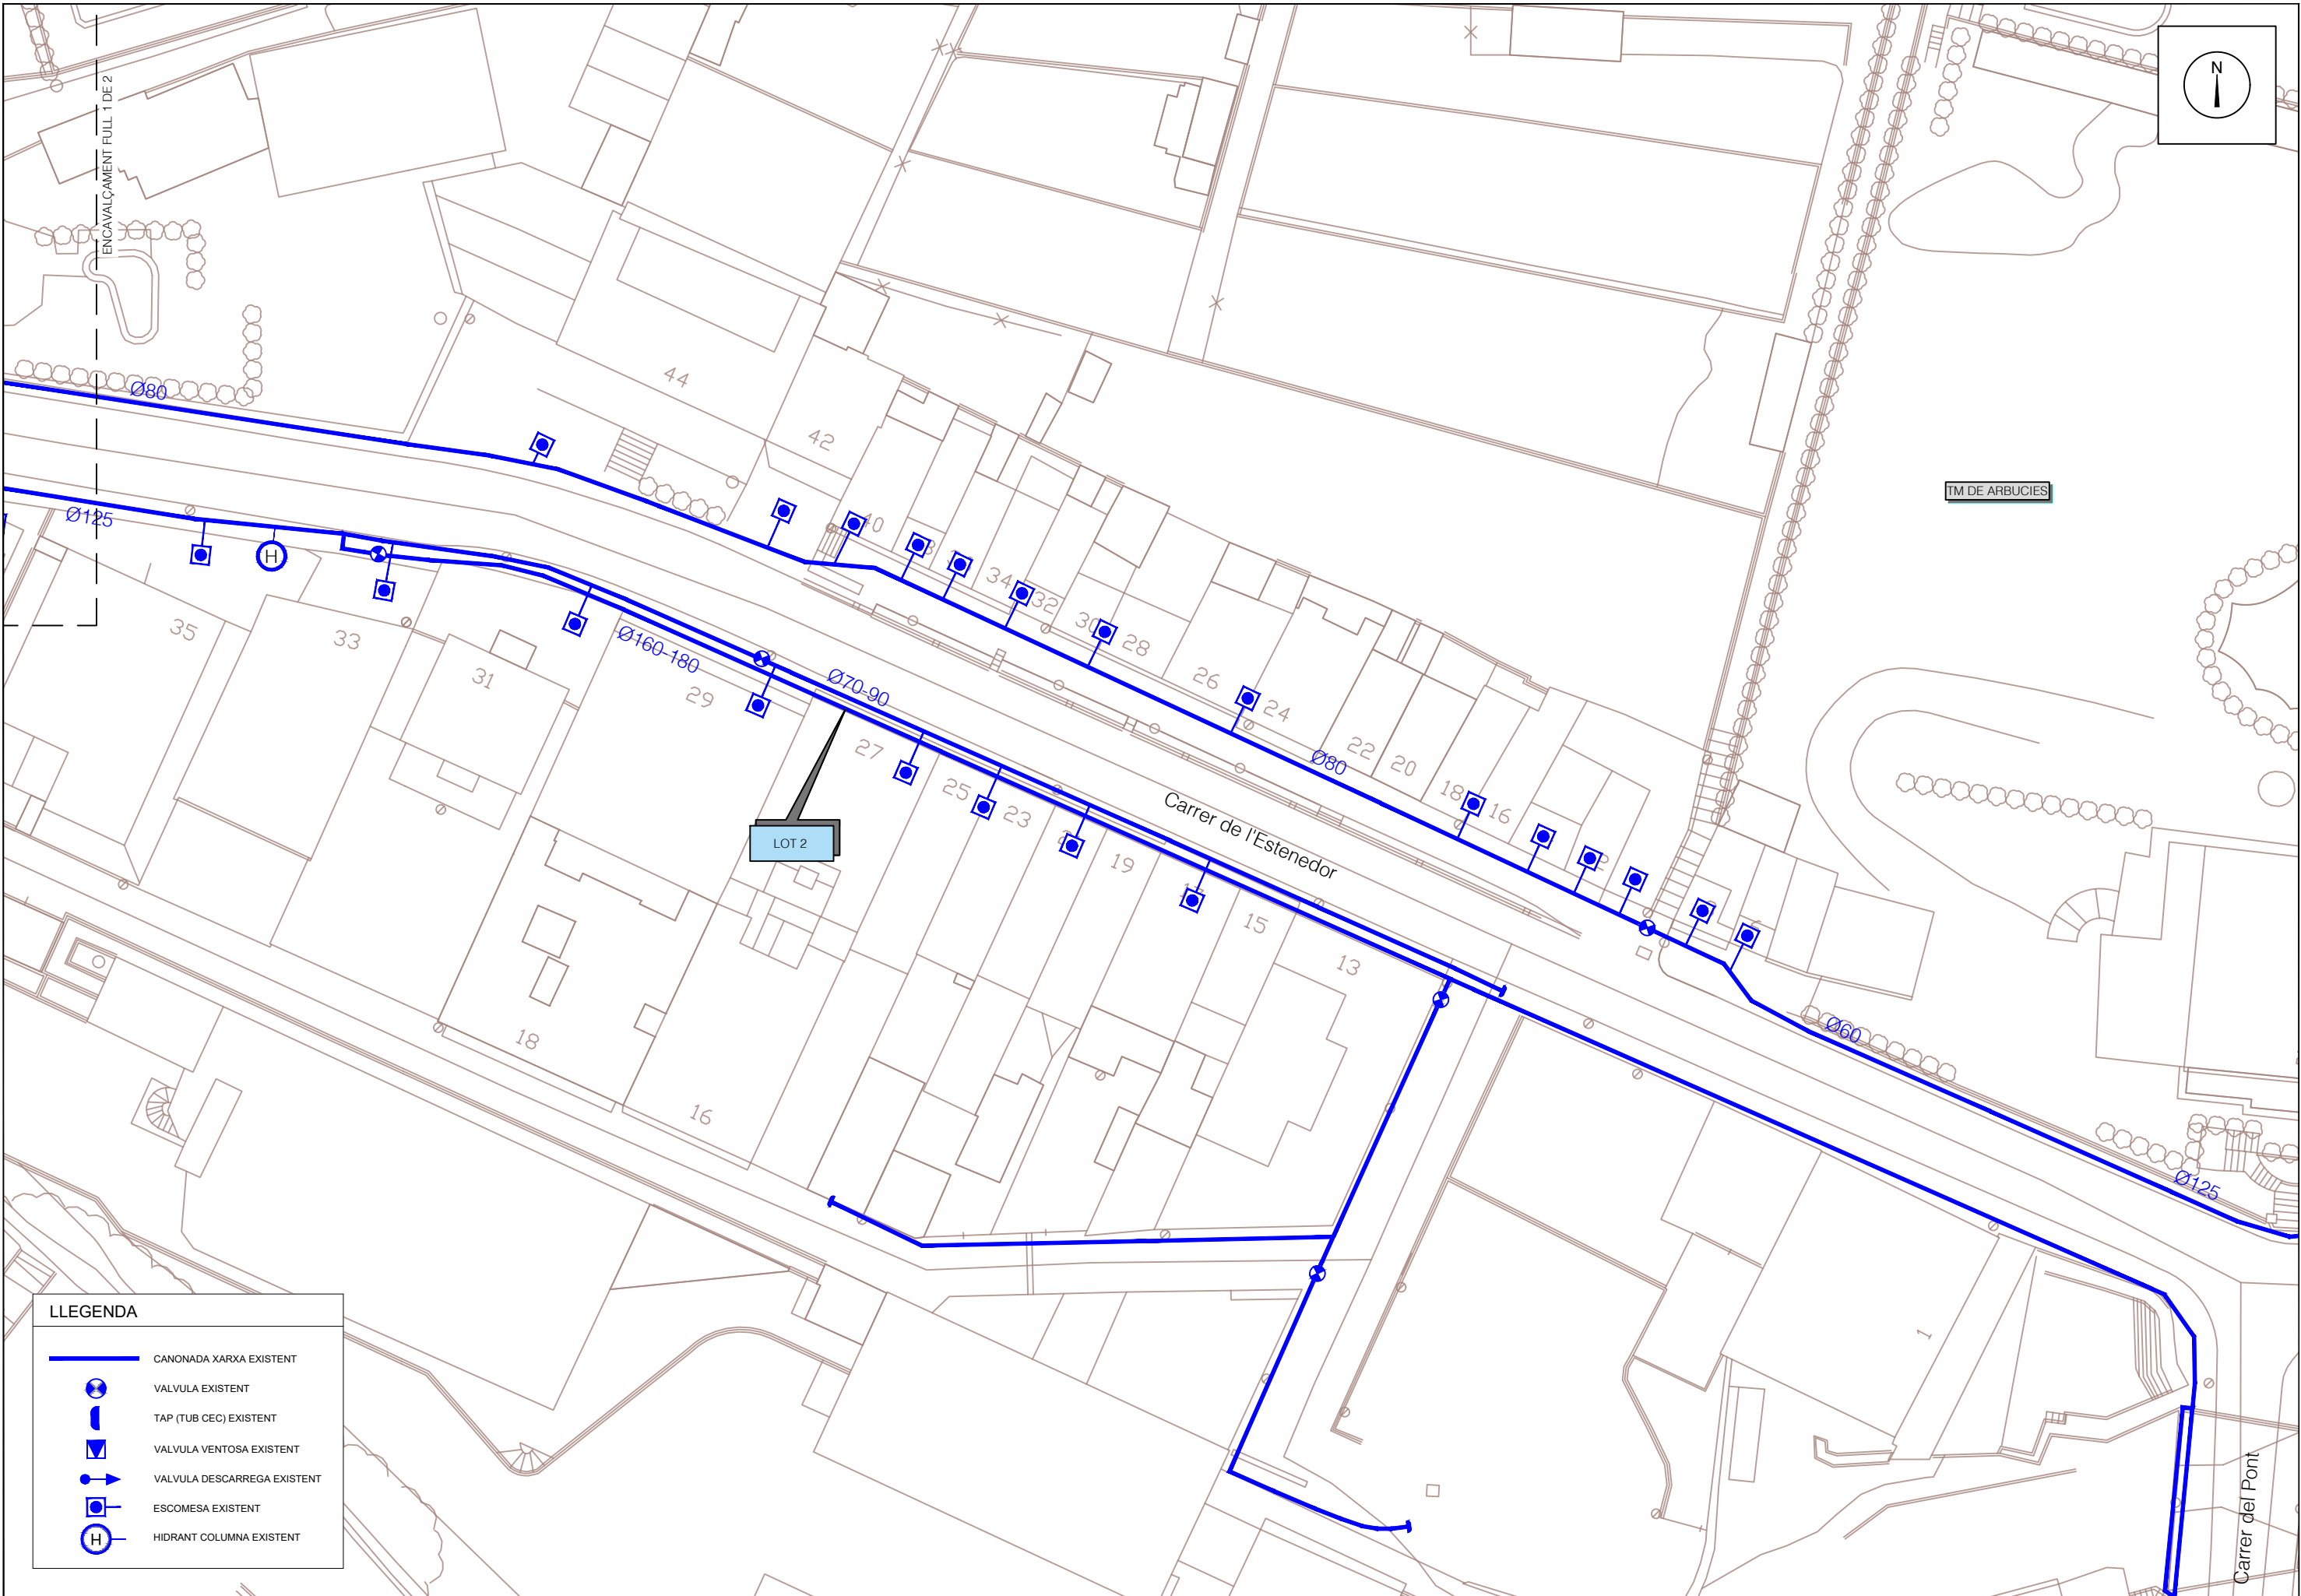 ENCAVALÇAMENT FULL 1 DE 2
N
44
42
Ø80
TM DE ARBUCIES
40
Ø125
H
34
32
30
28
35
33
31
Ø160-180
29
Ø70-90
26
24
22
20
Ø80
18
16
27
LOT 2
25
23
Carrer de l'Estenedor
19
15
13
Ø60
18
16
Ø125
1
Carrer del Pont
LLEGENDA
CANONADA XARXA EXISTENT
VALVULA EXISTENT
TAP (TUB CEC) EXISTENT
VALVULA VENTOSA EXISTENT
VALVULA DESCARREGA EXISTENT
ESCOMESA EXISTENT
H HIDRANT COLUMNA EXISTENT